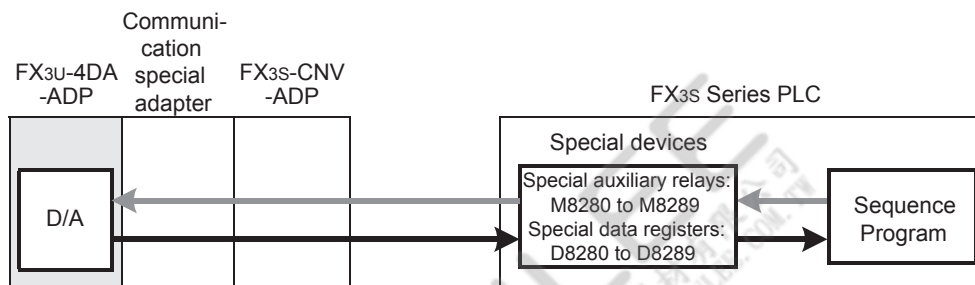 Communi-
cation
special
adapter
FX3U-4DA
-ADP
FX3S-CNV
-ADP
FX3S Series PLC
D/A
Special devices
Special auxiliary relays:
M8280 to M8289
Special data registers:
D8280 to D8289
Sequence
Program